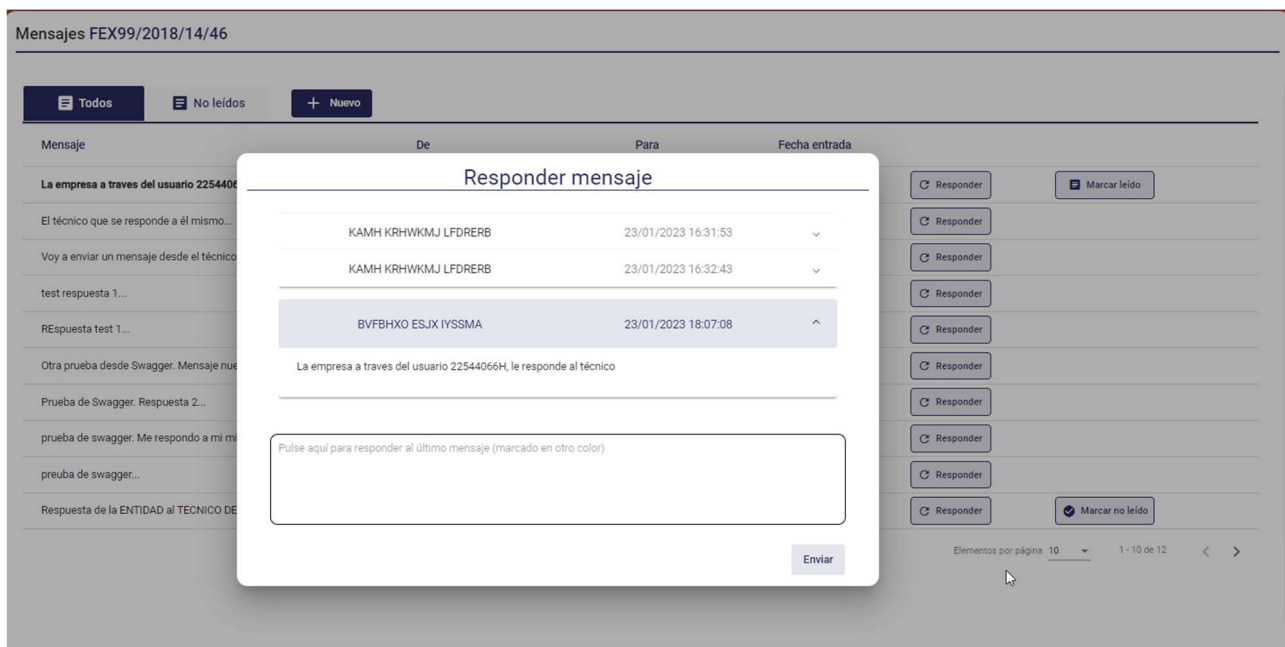 Mensajes FEX99/2018/14/46
Todos No leídos + Nuevo
Mensaje De Para Fecha entrada
La empresa a traves del usuario 2254406 Responder Marcar leído
El técnico que se responde a él mismo... Responder
Voy a enviar un mensaje desde el técnico Responder
test respuesta 1... Responder
REspuesta test 1... Responder
Otra prueba desde Swagger. Mensaje nue Responder
Prueba de Swagger. Respuesta 2... Responder
prueba de swagger. Me respondo a mi mi Responder
preuba de swagger... Responder
Respuesta de la ENTIDAD al TECNICO DE Responder Marcar no leído
Elementos por página 10 1 - 10 de 12
Responder mensaje
KAMH KRHWKMJ LFDRERB 23/01/2023 16:31:53
KAMH KRHWKMJ LFDRERB 23/01/2023 16:32:43
BVFBHXO ESJX IYSSMA 23/01/2023 18:07:08
La empresa a traves del usuario 22544066H, le responde al técnico
Pulse aquí para responder al último mensaje (marcado en otro color)
Enviar